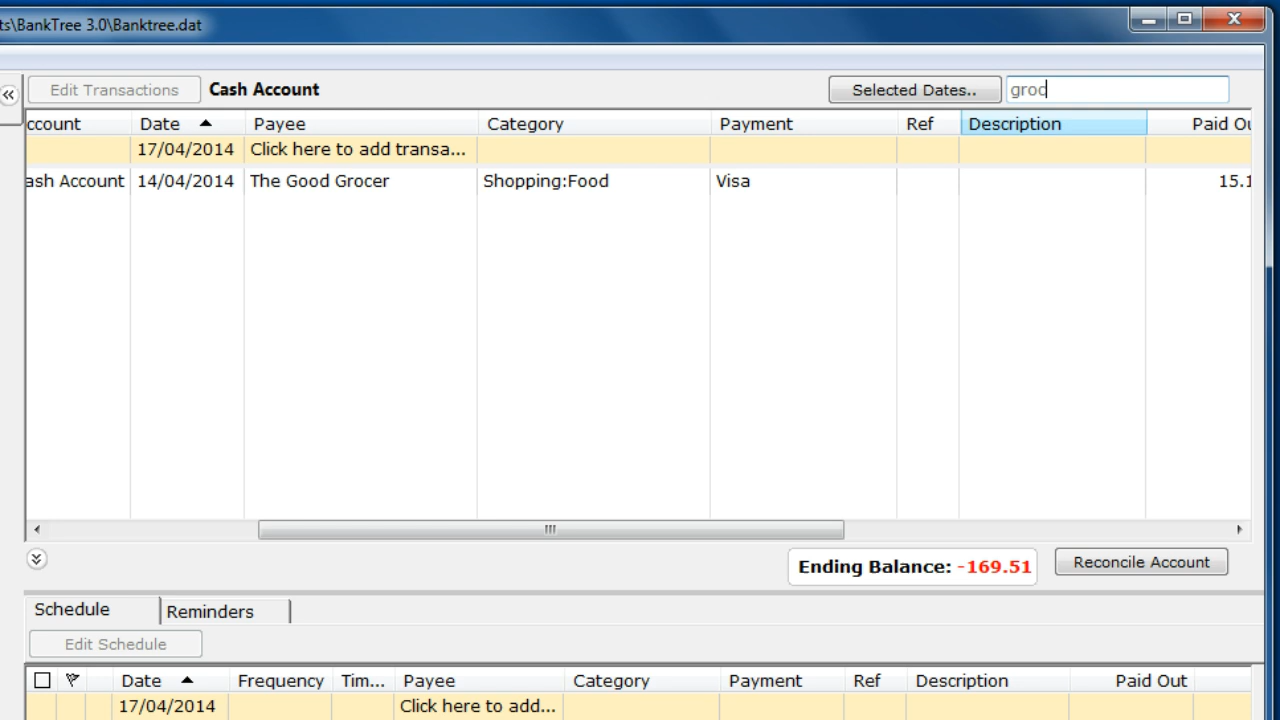 ts\BankTree 3.0\Banktree.dat
Edit Transactions Cash Account Selected Dates.. groc
ccount Date Payee Category Payment Ref Description Paid Ou
17/04/2014 Click here to add transa...
ash Account 14/04/2014 The Good Grocer Shopping:Food Visa 15.1
Ending Balance: -169.51 Reconcile Account
Schedule Reminders
Edit Schedule
Date Frequency Tim... Payee Category Payment Ref Description Paid Out
17/04/2014 Click here to add...